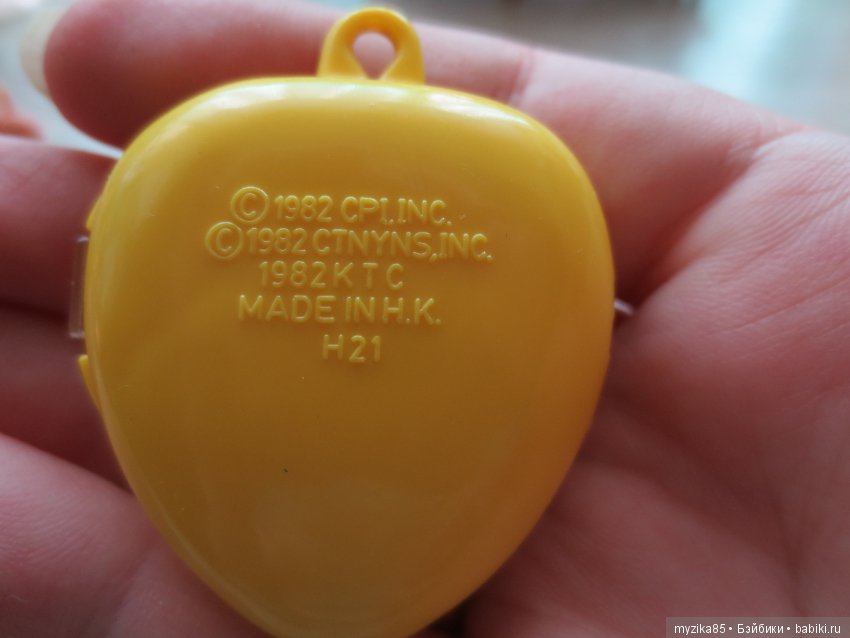 © 1982 CPI.INC.
© 1982 CTNYNS,INC.
1982 K T C
MADE IN H.K.
H21
myzika85 • Бэйбики • babiki.ru